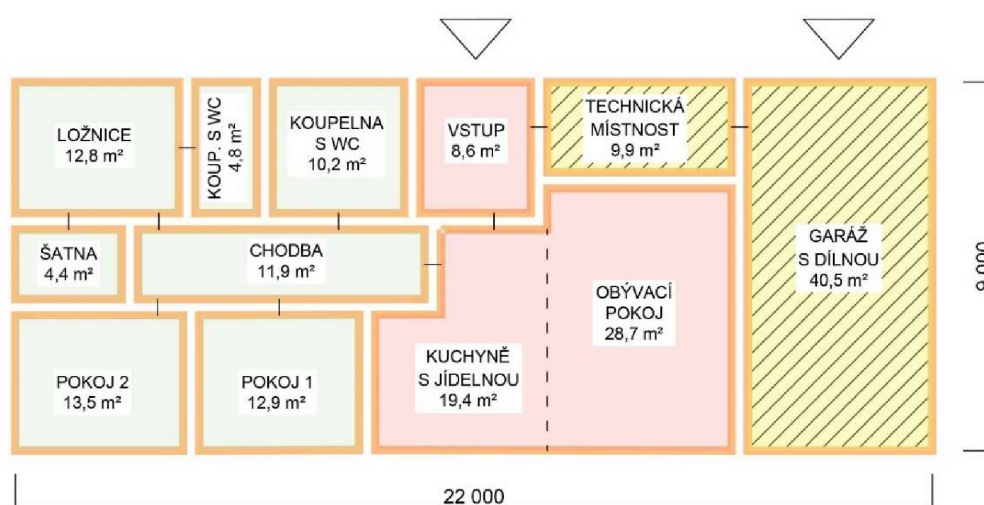 LOŽNICE
12,8 m²
KOUP. S WC
4,8 m²
KOUPELNA
S WC
10,2 m²
VSTUP
8,6 m²
TECHNICKÁ
MÍSTNOST
9,9 m²
ŠATNA
4,4 m²
CHODBA
11,9 m²
GARÁŽ
S DÍLNOU
40,5 m²
OBÝVACÍ
POKOJ
28,7 m²
KUCHYNĚ
S JÍDELNOU
19,4 m²
POKOJ 2
13,5 m²
POKOJ 1
12,9 m²
9 000
22 000